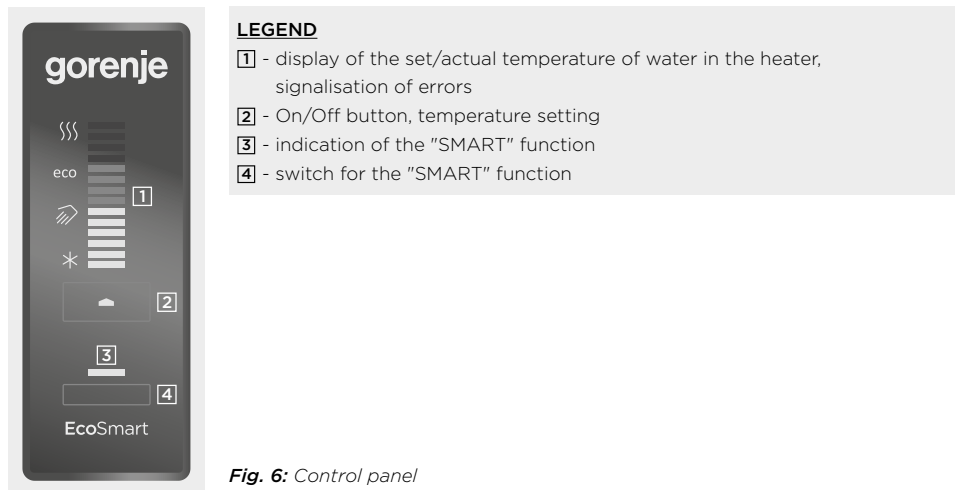 gorenje
eco
1
2
3
4
EcoSmart
LEGEND
1 - display of the set/actual temperature of water in the heater,
signalisation of errors
2 - On/Off button, temperature setting
3 - indication of the "SMART" function
4 - switch for the "SMART" function
Fig. 6: Control panel